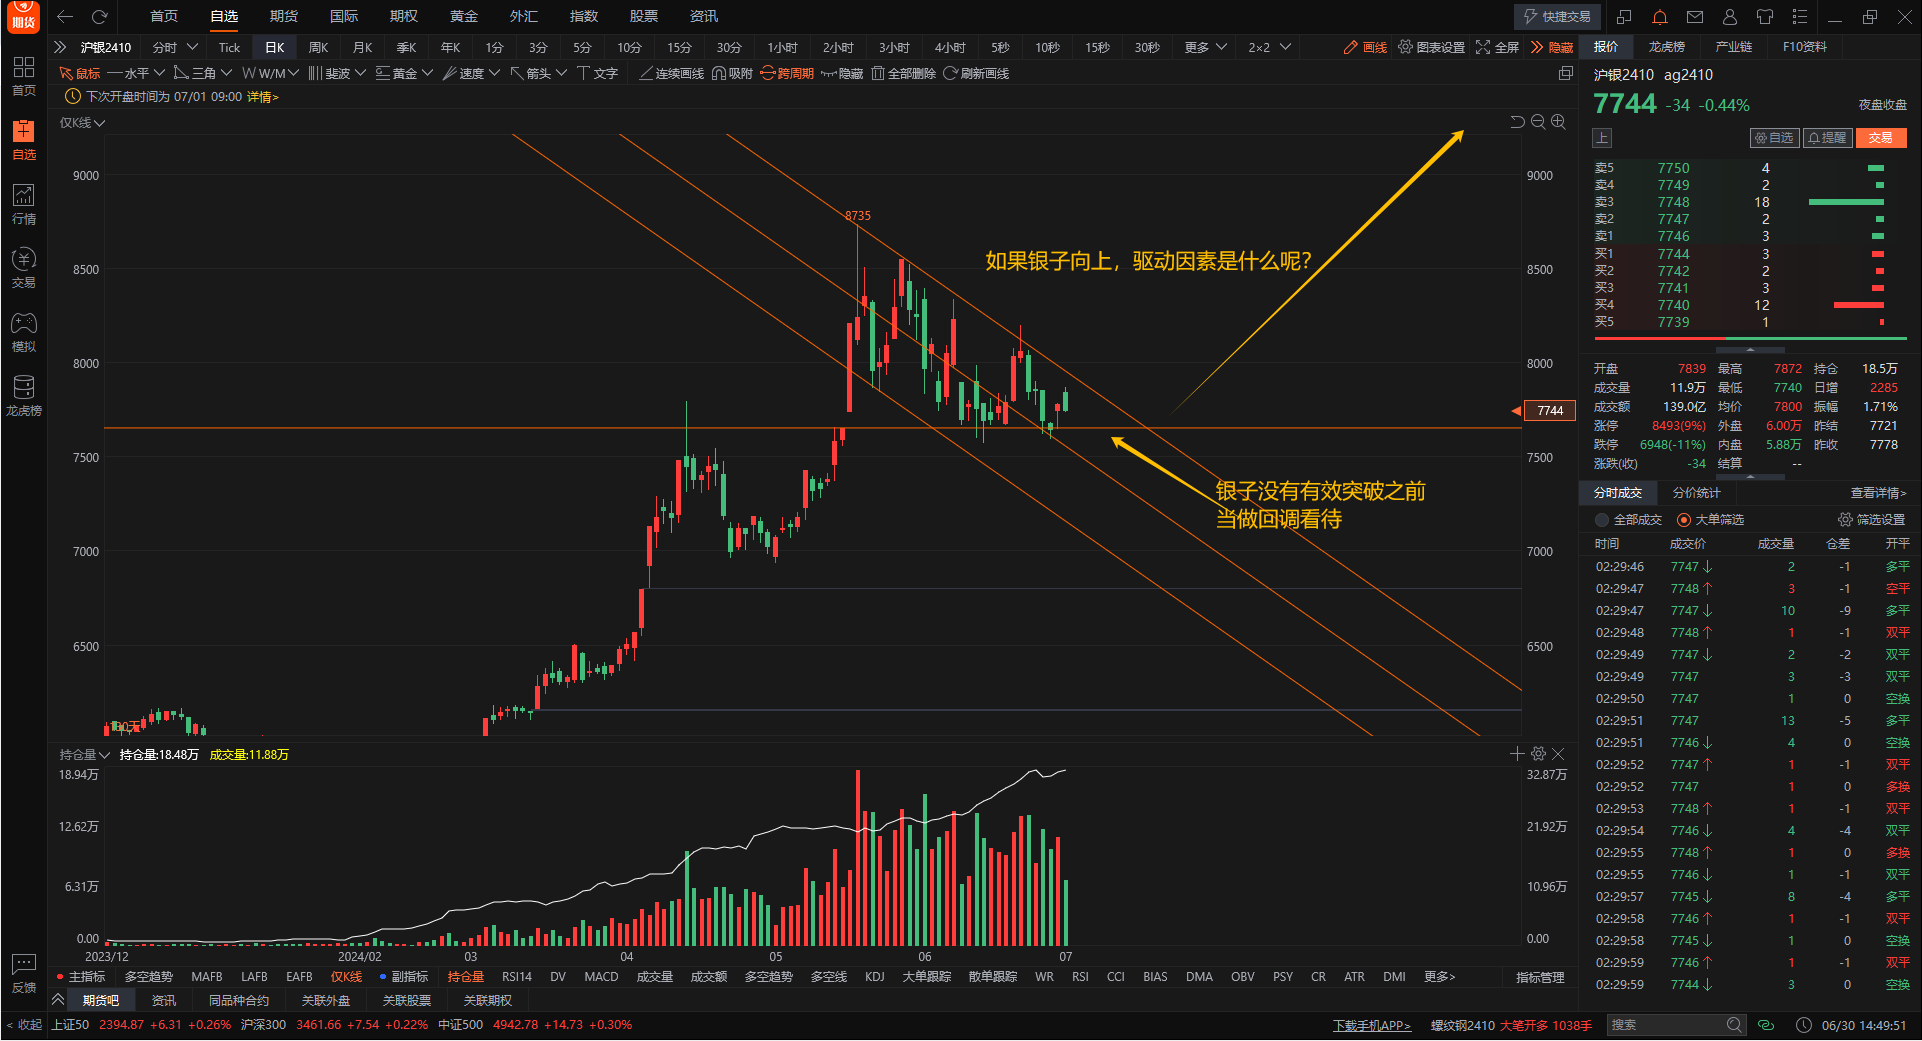 期货
首页
自选
期货
国际
期权
黄金
外汇
指数
股票
资讯
快捷交易
沪银2410
分时
Tick
日K
周K
月K
季K
年K
1分
3分
5分
10分
15分
30分
1小时
2小时
3小时
4小时
5秒
10秒
15秒
30秒
更多
2×2
画线
图表设置
全屏
隐藏
报价
龙虎榜
产业链
F10资料
鼠标
水平
三角
W/M
斐波
黄金
速度
箭头
文字
连续画线
吸附
跨周期
隐藏
全部删除
刷新画线
下次开盘时间为 07/01 09:00 详情>
仅K线
首页
自选
行情
交易
模拟
龙虎榜
反馈
< 收起
9000
8500
8000
7500
7000
6500
8735
如果银子向上，驱动因素是什么呢？
银子没有有效突破之前
当做回调看待
9000
8500
8000
7744
7500
7000
6500
持仓量
持仓量:18.48万
成交量:11.88万
18.94万
12.62万
6.31万
0.00
32.87万
21.92万
10.96万
0.00
2023/12
2024/02
03
04
05
06
07
主指标
多空趋势
MAFB
LAFB
EAFB
仅K线
副指标
持仓量
RSI14
DV
MACD
成交量
成交额
多空趋势
多空线
KDJ
大单跟踪
散单跟踪
WR
RSI
CCI
BIAS
DMA
OBV
PSY
CR
ATR
DMI
更多>
指标管理
期货吧
资讯
同品种合约
关联外盘
关联股票
关联期权
沪银2410 ag2410
7744 -34 -0.44%
夜盘收盘
上
自选
提醒
交易
卖5 7750 4
卖4 7749 2
卖3 7748 18
卖2 7747 2
卖1 7746 3
买1 7744 3
买2 7742 2
买3 7741 3
买4 7740 12
买5 7739 1
开盘 7839 最高 7872 持仓 18.5万
成交量 11.9万 最低 7740 日增 2285
成交额 139.0亿 均价 7800 振幅 1.71%
涨停 8493(9%) 外盘 6.00万 昨结 7721
跌停 6948(-11%) 内盘 5.88万 昨收 7778
涨跌(收) -34 结算 --
分时成交
分价统计
查看详情>
全部成交
大单筛选
筛选设置
时间 成交价 成交量 仓差 开平
02:29:46 7747↓ 2 -1 多平
02:29:47 7748↑ 3 -1 空平
02:29:47 7747↓ 10 -9 多平
02:29:48 7748↑ 1 -1 双平
02:29:49 7747↓ 2 -2 双平
02:29:49 7747 3 -3 双平
02:29:50 7747 1 0 空换
02:29:51 7747 13 -5 多平
02:29:51 7746↓ 4 0 空换
02:29:52 7747↑ 1 -1 双平
02:29:52 7747 1 0 多换
02:29:53 7748↑ 1 -1 双平
02:29:54 7746↓ 4 -4 双平
02:29:55 7748↑ 1 0 多换
02:29:55 7746↓ 1 -1 双平
02:29:57 7745↓ 8 -4 多平
02:29:58 7746↑ 1 -1 双平
02:29:58 7745↓ 1 0 空换
02:29:59 7746↑ 1 -1 双平
02:29:59 7744↓ 3 0 空换
上证50 2394.87 +6.31 +0.26% 沪深300 3461.66 +7.54 +0.22% 中证500 4942.78 +14.73 +0.30%
下载手机APP>
螺纹钢2410 大笔开多 1038手
搜索
06/30 14:49:51